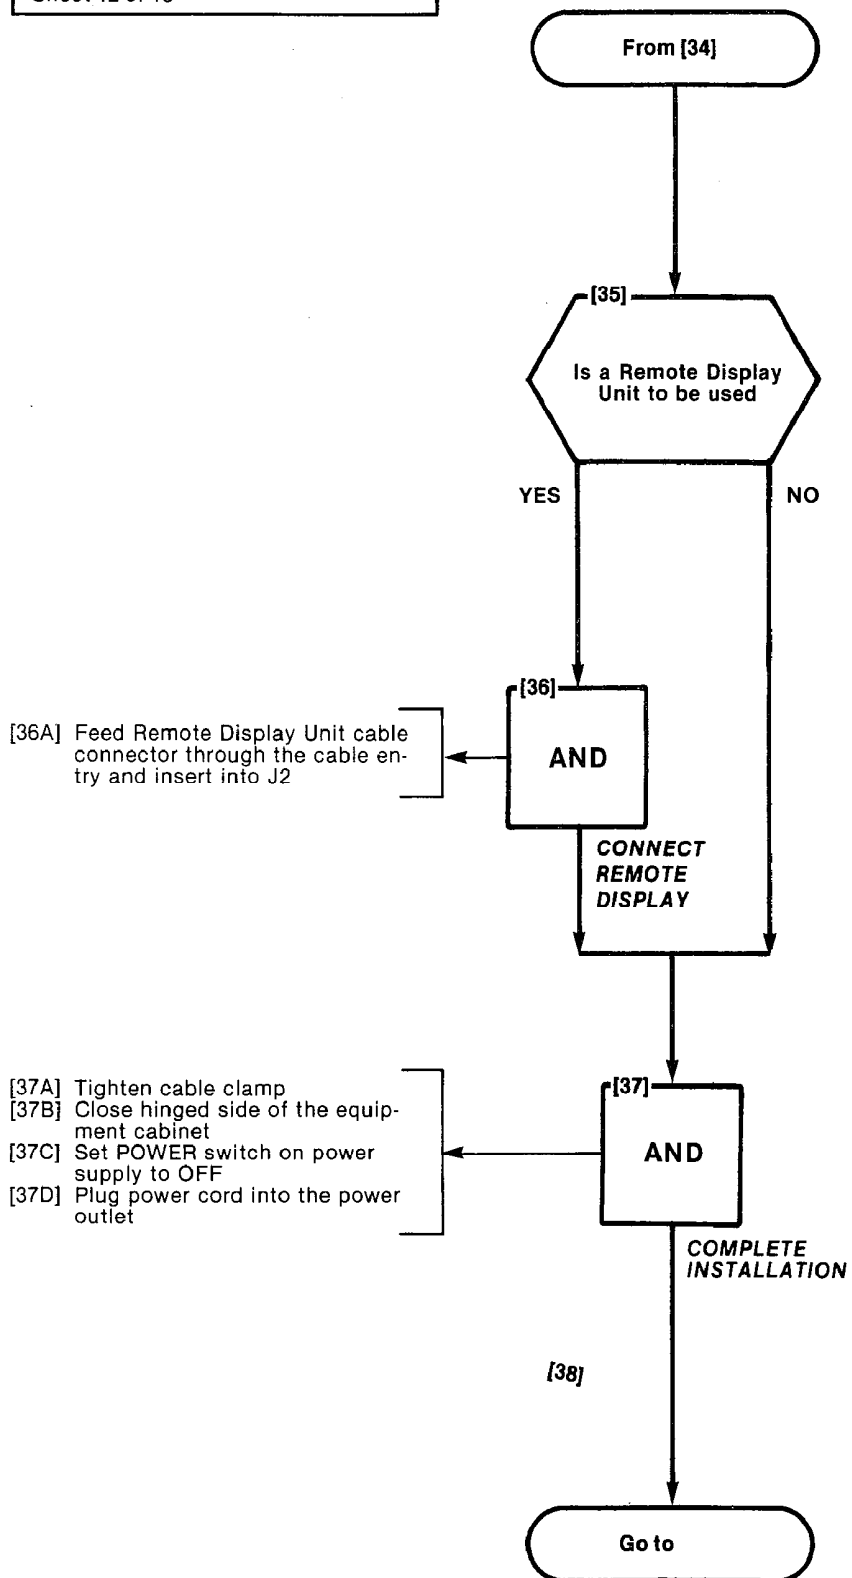 From [34]
[35]
Is a Remote Display
Unit to be used
YES
NO
[36]
AND
[36A] Feed Remote Display Unit cable
connector through the cable en-
try and insert into J2
CONNECT
REMOTE
DISPLAY
[37]
AND
[37A] Tighten cable clamp
[37B] Close hinged side of the equip-
ment cabinet
[37C] Set POWER switch on power
supply to OFF
[37D] Plug power cord into the power
outlet
COMPLETE
INSTALLATION
[38]
Go to